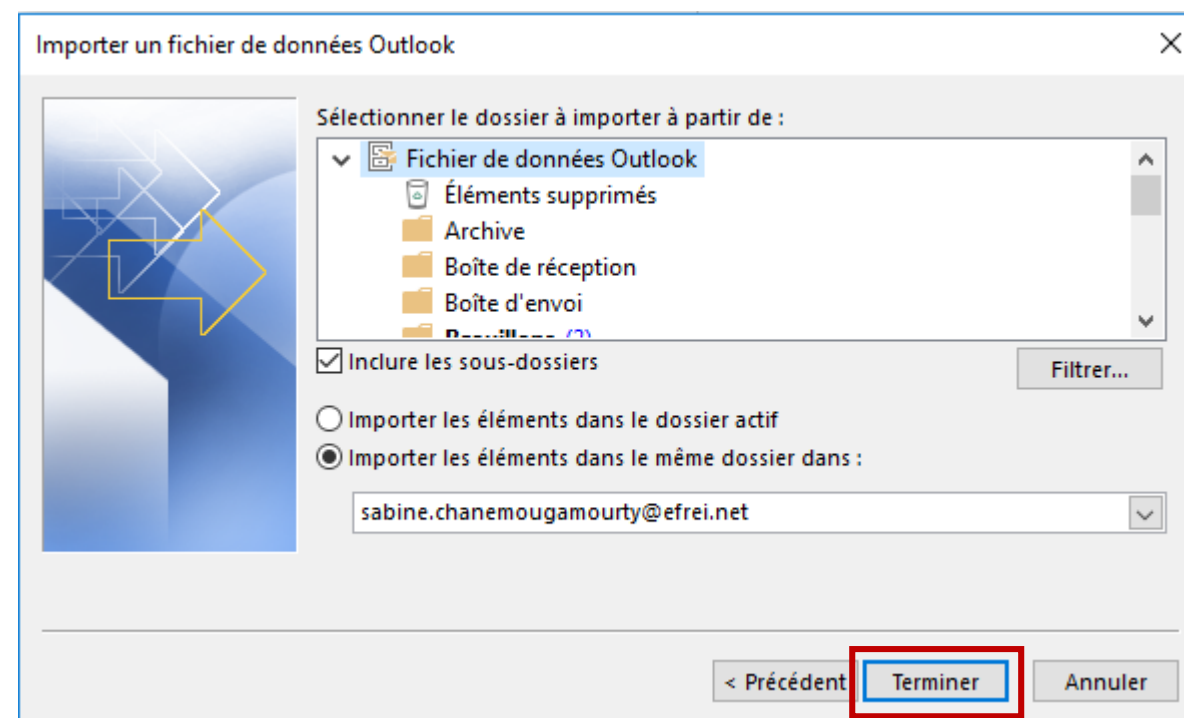 Importer un fichier de données Outlook
Sélectionner le dossier à importer à partir de :
Fichier de données Outlook
Éléments supprimés
Archive
Boîte de réception
Boîte d'envoi
Brouillons (2)
Inclure les sous-dossiers
Filtrer...
Importer les éléments dans le dossier actif
Importer les éléments dans le même dossier dans :
sabine.chanemougamourty@efrei.net
< Précédent
Terminer
Annuler